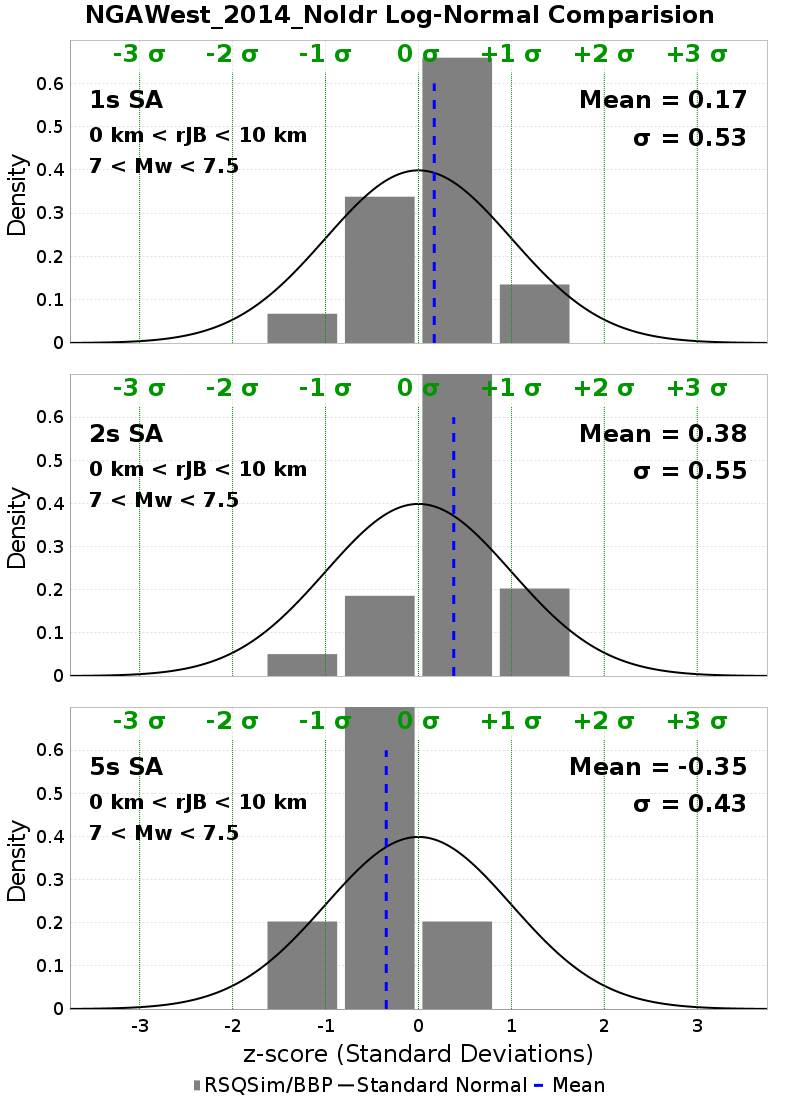 NGAWest_2014_NoIdr Log-Normal Comparision
-3 σ -2 σ -1 σ 0 σ +1 σ +2 σ +3 σ
1s SA
Mean = 0.17
0 km < rJB < 10 km
σ = 0.53
7 < Mw < 7.5
0.6
0.5
0.4
0.3
0.2
0.1
0
Density
-3 σ -2 σ -1 σ 0 σ +1 σ +2 σ +3 σ
2s SA
Mean = 0.38
0 km < rJB < 10 km
σ = 0.55
7 < Mw < 7.5
0.6
0.5
0.4
0.3
0.2
0.1
0
Density
-3 σ -2 σ -1 σ 0 σ +1 σ +2 σ +3 σ
5s SA
Mean = -0.35
0 km < rJB < 10 km
σ = 0.43
7 < Mw < 7.5
0.6
0.5
0.4
0.3
0.2
0.1
0
Density
-3 -2 -1 0 1 2 3
z-score (Standard Deviations)
RSQSim/BBP Standard Normal Mean